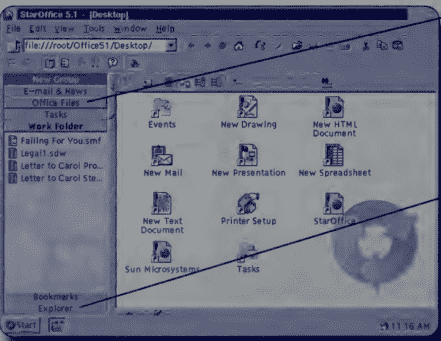 StarOffice 5.1 - [Desktop]
File Edit View Tools Window Help
file:///root/Office51/Desktop/
New Group
E-mail & News
Office Files
Tasks
Work Folder
Falling For You.smf
Legal1.sdw
Letter to Carol Pro...
Letter to Carol Ste...
Bookmarks
Explorer
Events
New Drawing
New HTML
Document
New Mail
New Presentation
New Spreadsheet
New Text
Document
Printer Setup
StarOffice
Sun Microsystems
Tasks
Start
11:16 AM